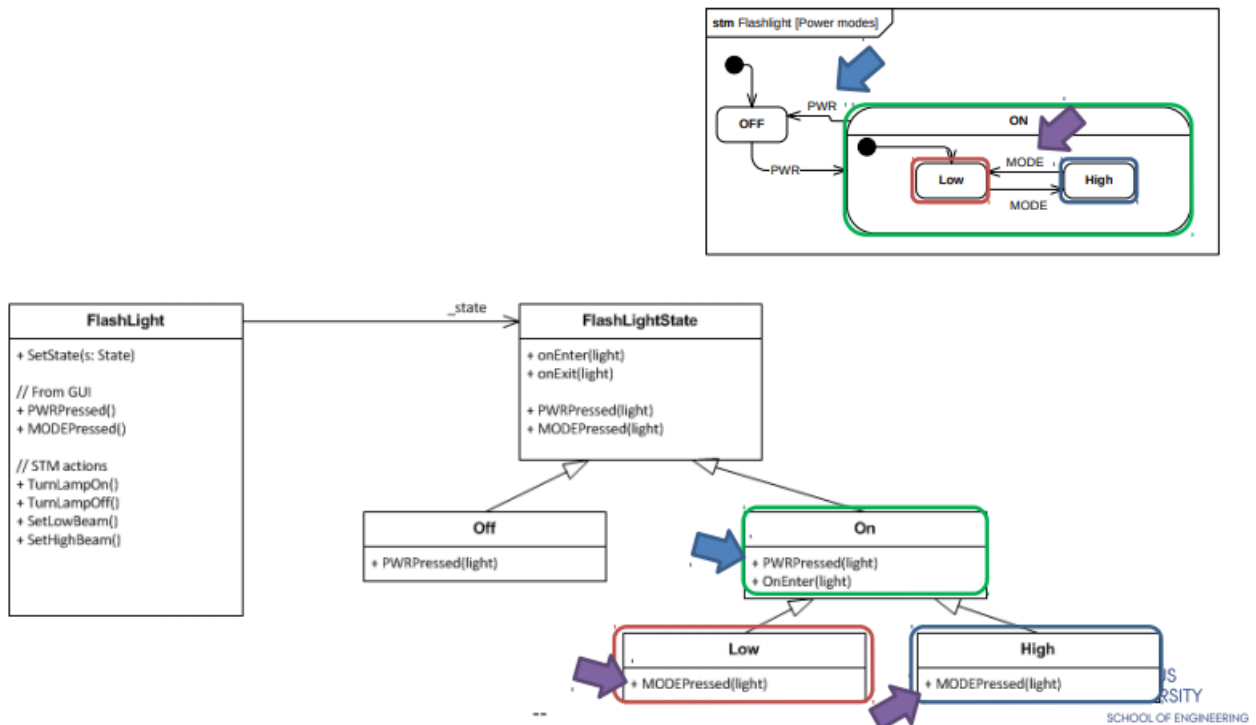 stm Flashlight [Power modes]
PWR
OFF
ON
MODE
PWR
Low
High
MODE
_state
FlashLight
FlashLightState
+ SetState(s: State)
// From GUI
+ PWRPressed()
+ MODEPressed()
// STM actions
+ TurnLampOn()
+ TurnLampOff()
+ SetLowBeam()
+ SetHighBeam()
+ onEnter(light)
+ onExit(light)
+ PWRPressed(light)
+ MODEPressed(light)
Off
+ PWRPressed(light)
On
+ PWRPressed(light)
+ OnEnter(light)
Low
+ MODEPressed(light)
High
+ MODEPressed(light)
--
SCHOOL OF ENGINEERING